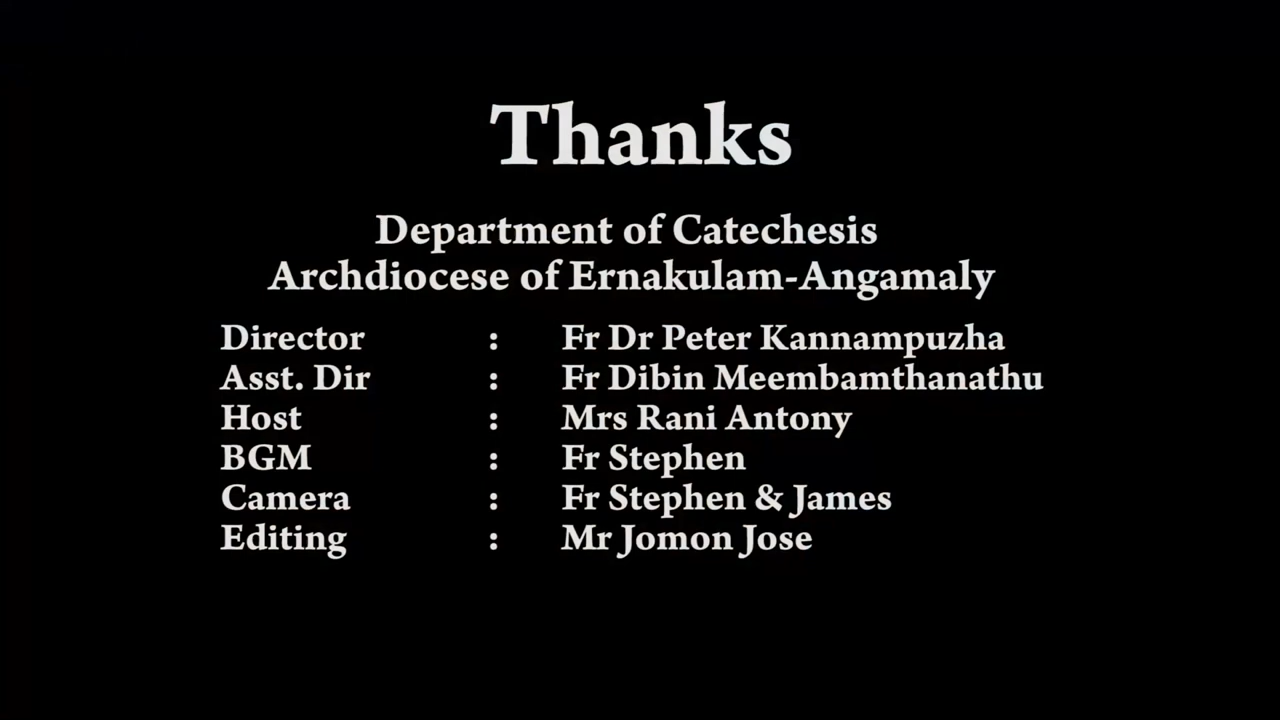 Thanks
Department of Catechesis
Archdiocese of Ernakulam-Angamaly
Director : Fr Dr Peter Kannampuzha
Asst. Dir : Fr Dibin Meembamthanathu
Host : Mrs Rani Antony
BGM : Fr Stephen
Camera : Fr Stephen & James
Editing : Mr Jomon Jose